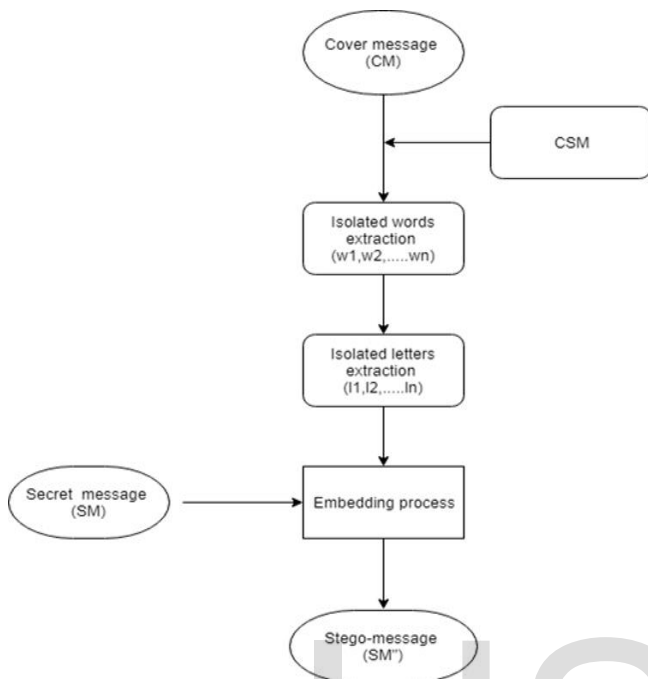 Cover message
(CM)
CSM
Isolated words
extraction
(w1,w2,.....wn)
Isolated letters
extraction
(l1,l2,.....ln)
Secret message
(SM)
Embedding process
Stego-message
(SM")